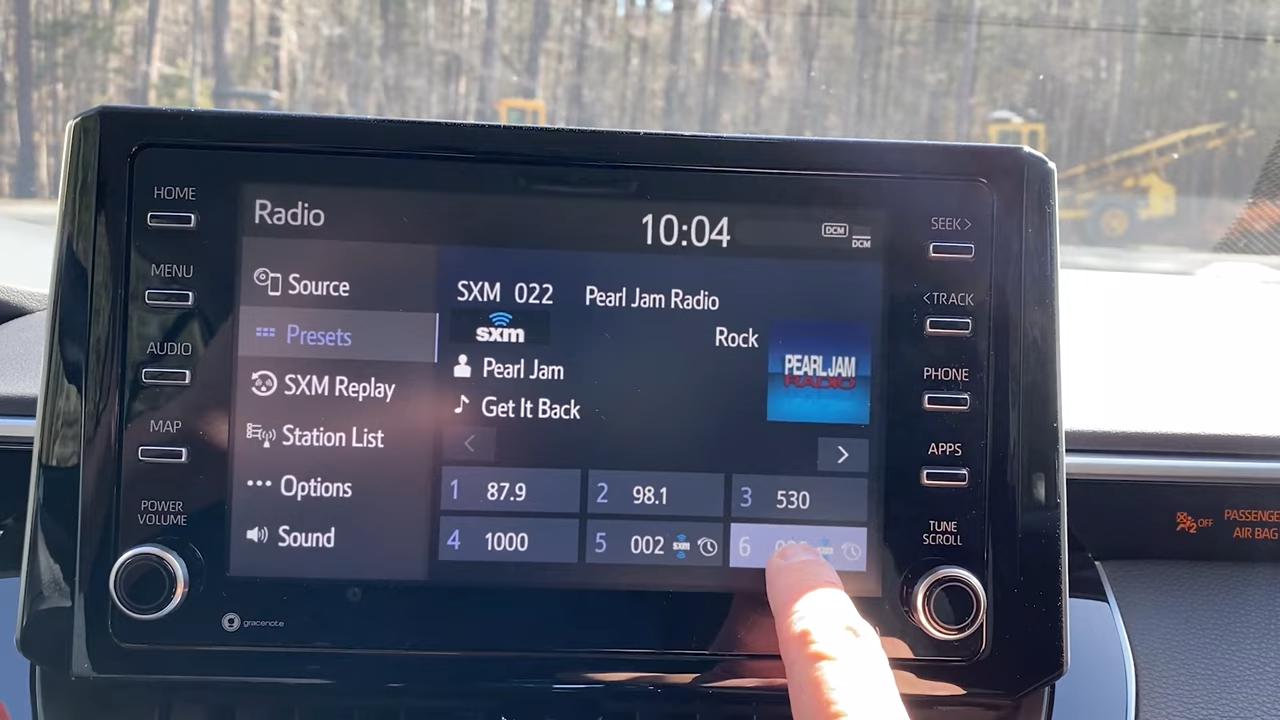 HOME
MENU
AUDIO
MAP
POWER
VOLUME
Radio
10:04
DCM
DCM
Source
Presets
SXM Replay
Station List
Options
Sound
SXM 022 Pearl Jam Radio
sxm
Rock
Pearl Jam
Get It Back
PEARL JAM
RADIO
1 87.9
2 98.1
3 530
4 1000
5 002 sxm
6
gracenote
SEEK>
<TRACK
PHONE
APPS
TUNE
SCROLL
2 OFF
PASSENGE
AIR BAG